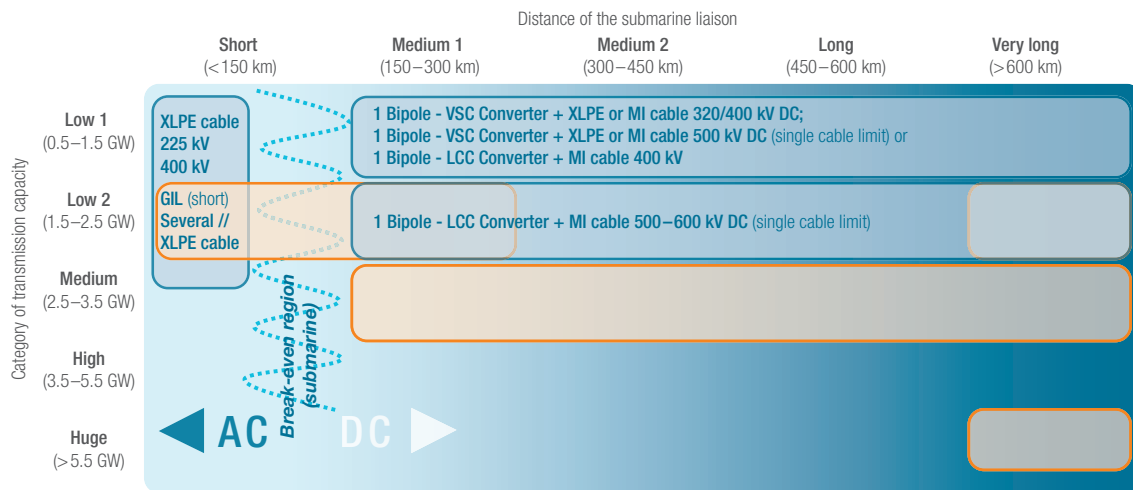 Distance of the submarine liaison
Short
(<150 km)
Medium 1
(150–300 km)
Medium 2
(300–450 km)
Long
(450–600 km)
Very long
(>600 km)
Category of transmission capacity
Low 1
(0.5–1.5 GW)
XLPE cable
225 kV
400 kV
1 Bipole - VSC Converter + XLPE or MI cable 320/400 kV DC;
1 Bipole - VSC Converter + XLPE or MI cable 500 kV DC (single cable limit) or
1 Bipole - LCC Converter + MI cable 400 kV
Low 2
(1.5–2.5 GW)
GIL (short)
Several //
XLPE cable
1 Bipole - LCC Converter + MI cable 500–600 kV DC (single cable limit)
Medium
(2.5–3.5 GW)
High
(3.5–5.5 GW)
Break-even region
(submarine)
AC
DC
Huge
(>5.5 GW)